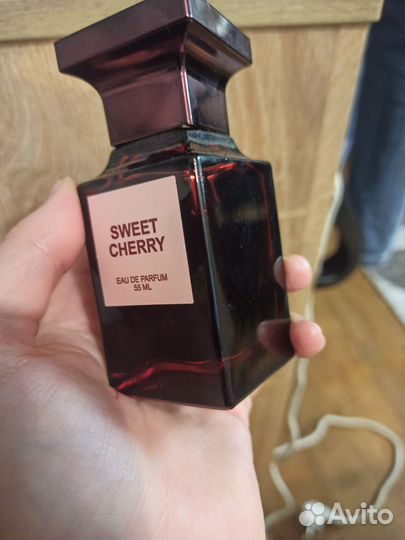 SWEET
CHERRY
EAU DE PARFUM
55 ML
Avito